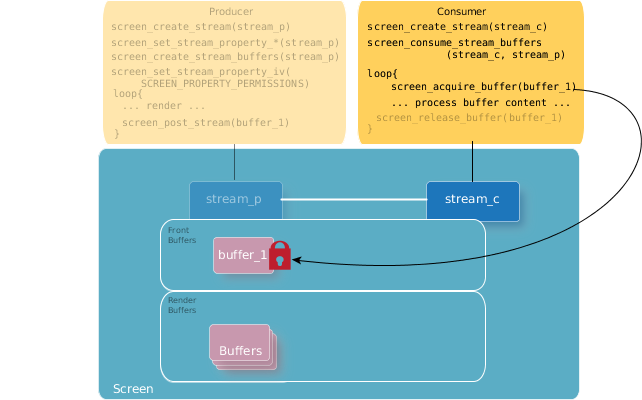 Producer
screen_create_stream(stream_p)
screen_set_stream_property_*(stream_p)
screen_create_stream_buffers(stream_p)
screen_set_stream_property_iv(
SCREEN_PROPERTY_PERMISSIONS)
loop{
... render ...
screen_post_stream(buffer_1)
}
Consumer
screen_create_stream(stream_c)
screen_consume_stream_buffers
(stream_c, stream_p)
loop{
screen_acquire_buffer(buffer_1)
... process buffer content ...
screen_release_buffer(buffer_1)
}
stream_p
stream_c
Front
Buffers
buffer_1
Render
Buffers
Buffers
Screen